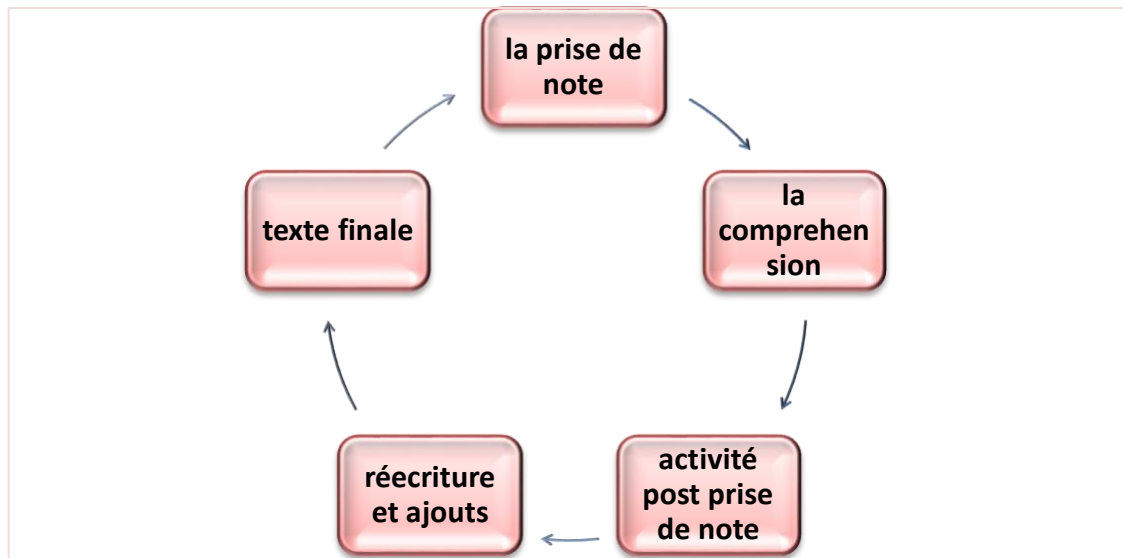 la prise de
note
la
comprehen
sion
activité
post prise
de note
réecriture
et ajouts
texte finale